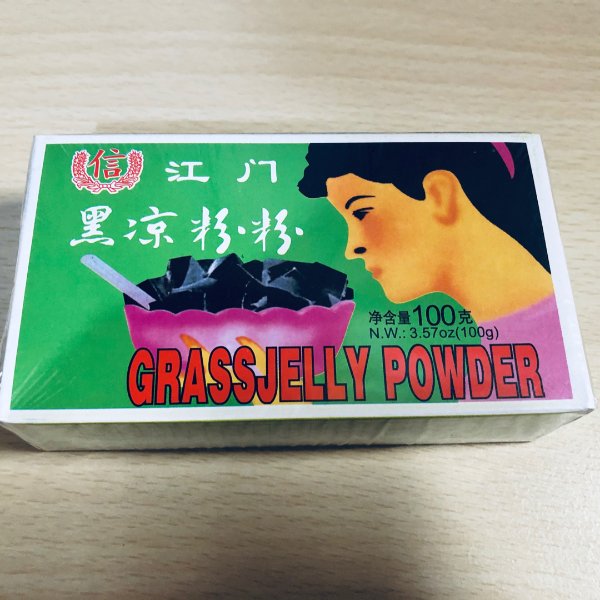 信
江门
黑凉粉粉
净含量100克
N.W.: 3.57oz(100g)
GRASSJELLY POWDER